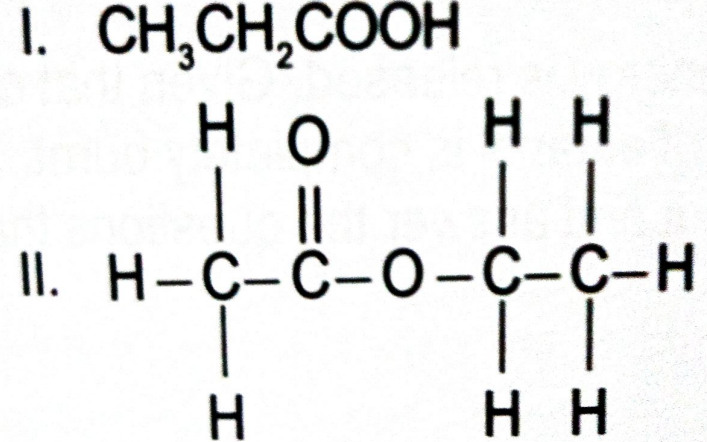 I. CH₃CH₂COOH
H O H H
II. H–C–C–O–C–C–H
H H H